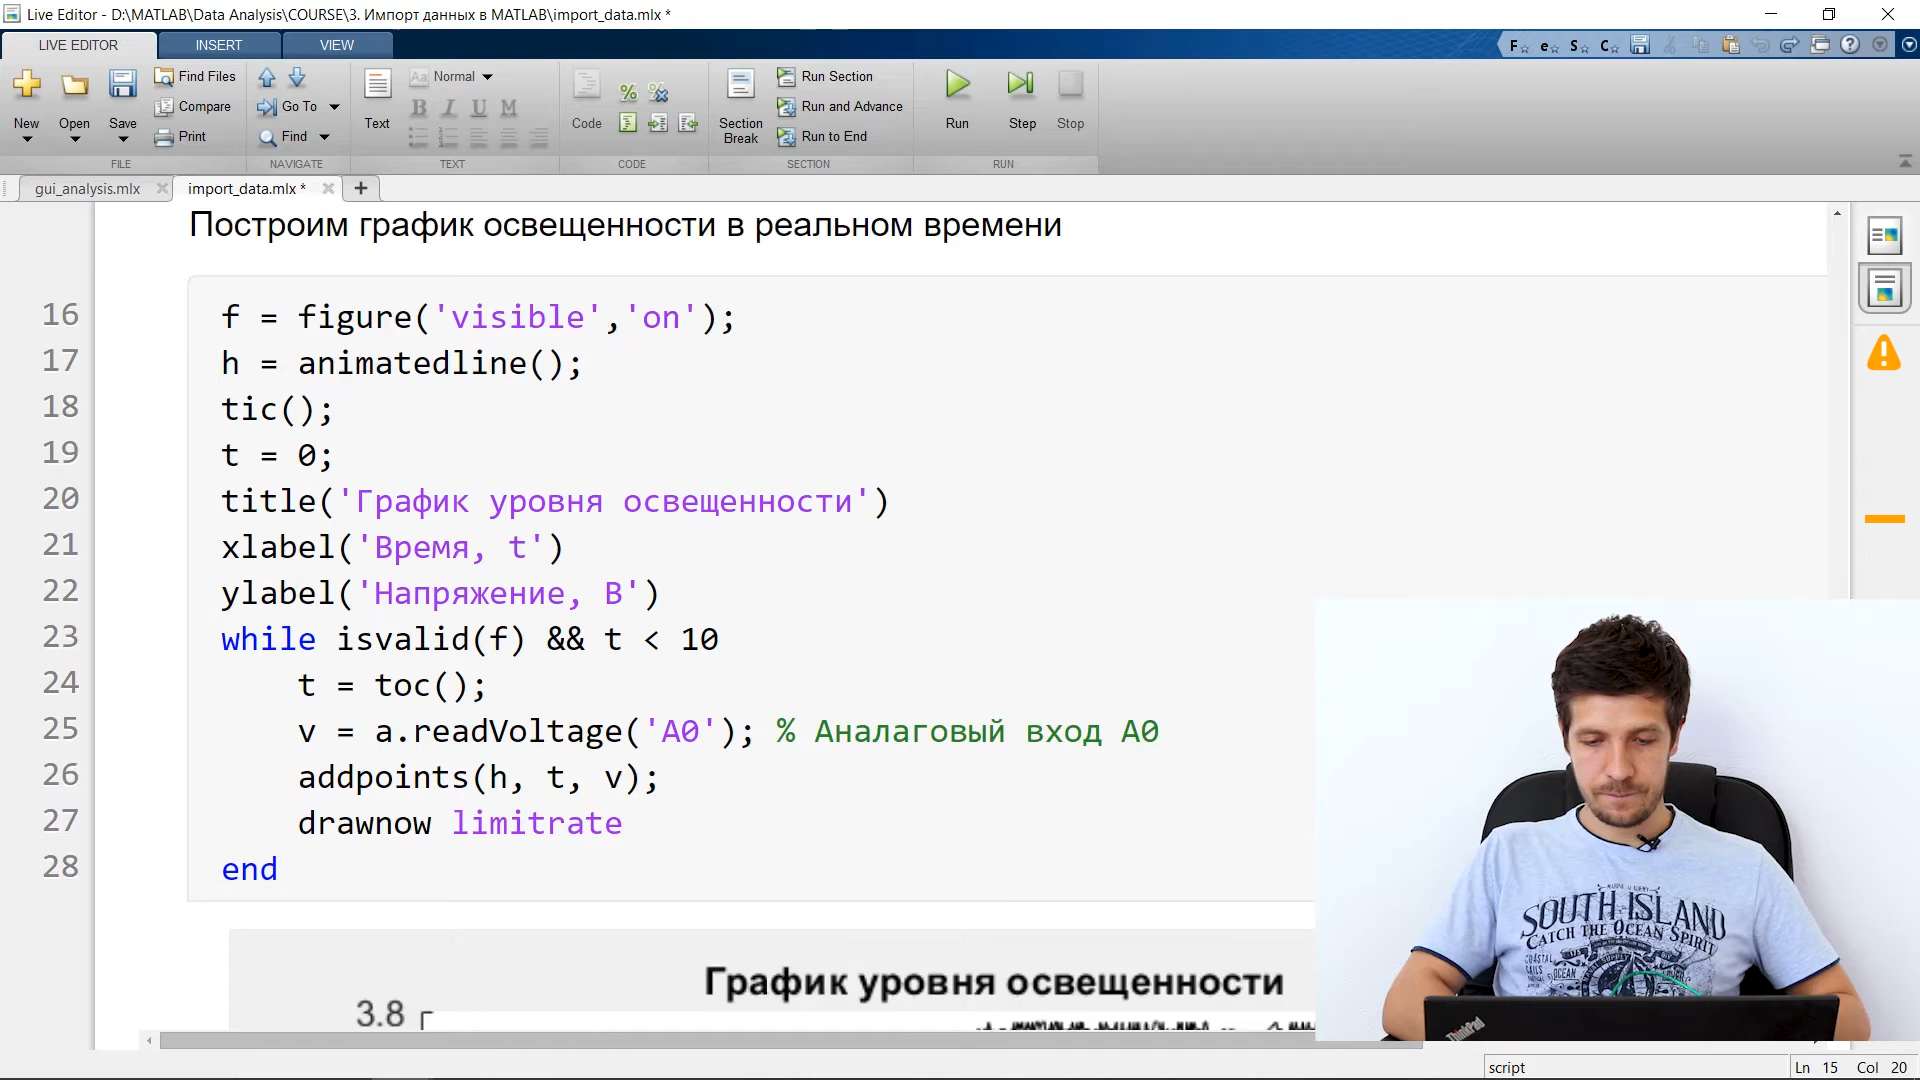 Live Editor - D:\MATLAB\Data Analysis\COURSE\3. Импорт данных в MATLAB\import_data.mlx *
LIVE EDITOR INSERT VIEW
New Open Save Find Files Compare Print
FILE
Go To Find
NAVIGATE
Text Normal
B I U M
TEXT
Code
CODE
Section Break Run Section Run and Advance Run to End
SECTION
Run Step Stop
RUN
gui_analysis.mlx import_data.mlx *
Построим график освещенности в реальном времени
16 f = figure('visible','on');
17 h = animatedline();
18 tic();
19 t = 0;
20 title('График уровня освещенности')
21 xlabel('Время, t')
22 ylabel('Напряжение, В')
23 while isvalid(f) && t < 10
24 t = toc();
25 v = a.readVoltage('A0'); % Аналаговый вход А0
26 addpoints(h, t, v);
27 drawnow limitrate
28 end
График уровня освещенности
3.8
SOUTH ISLAND
CATCH THE OCEAN SPIRIT
ThinkPad
script Ln 15 Col 20